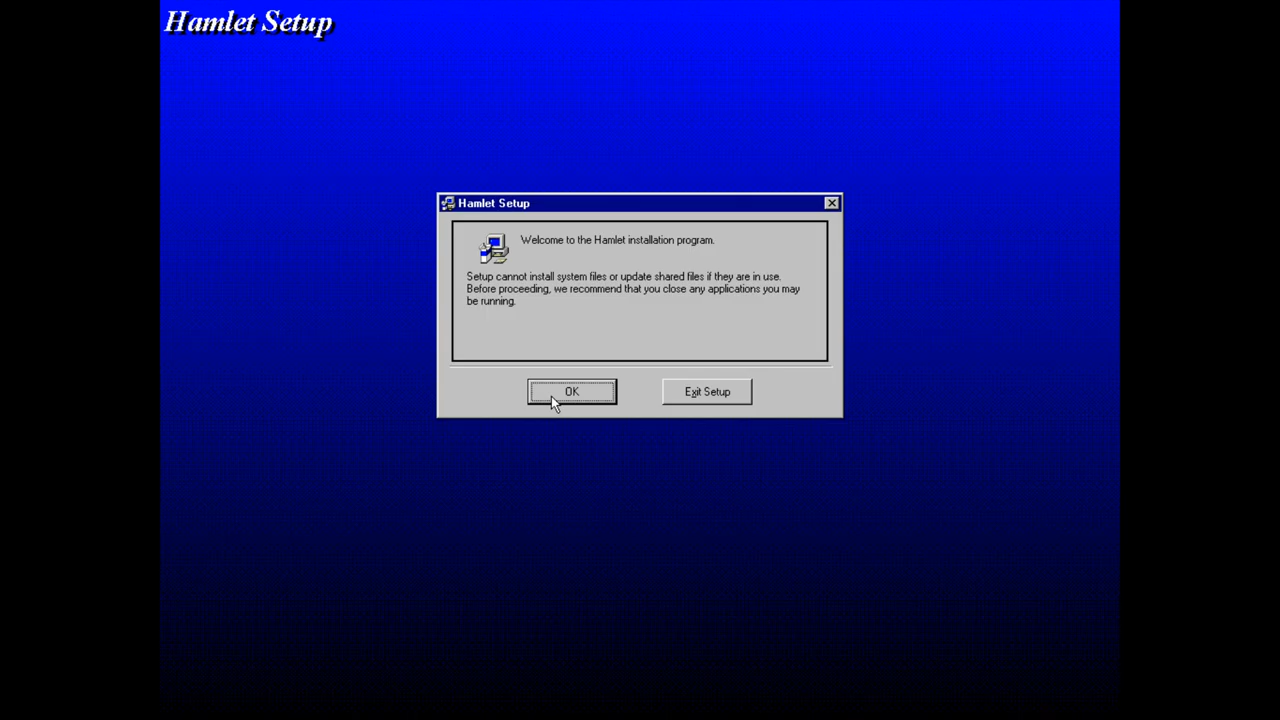 Hamlet Setup
Hamlet Setup
Welcome to the Hamlet installation program.
Setup cannot install system files or update shared files if they are in use.
Before proceeding, we recommend that you close any applications you may
be running.
OK
Exit Setup